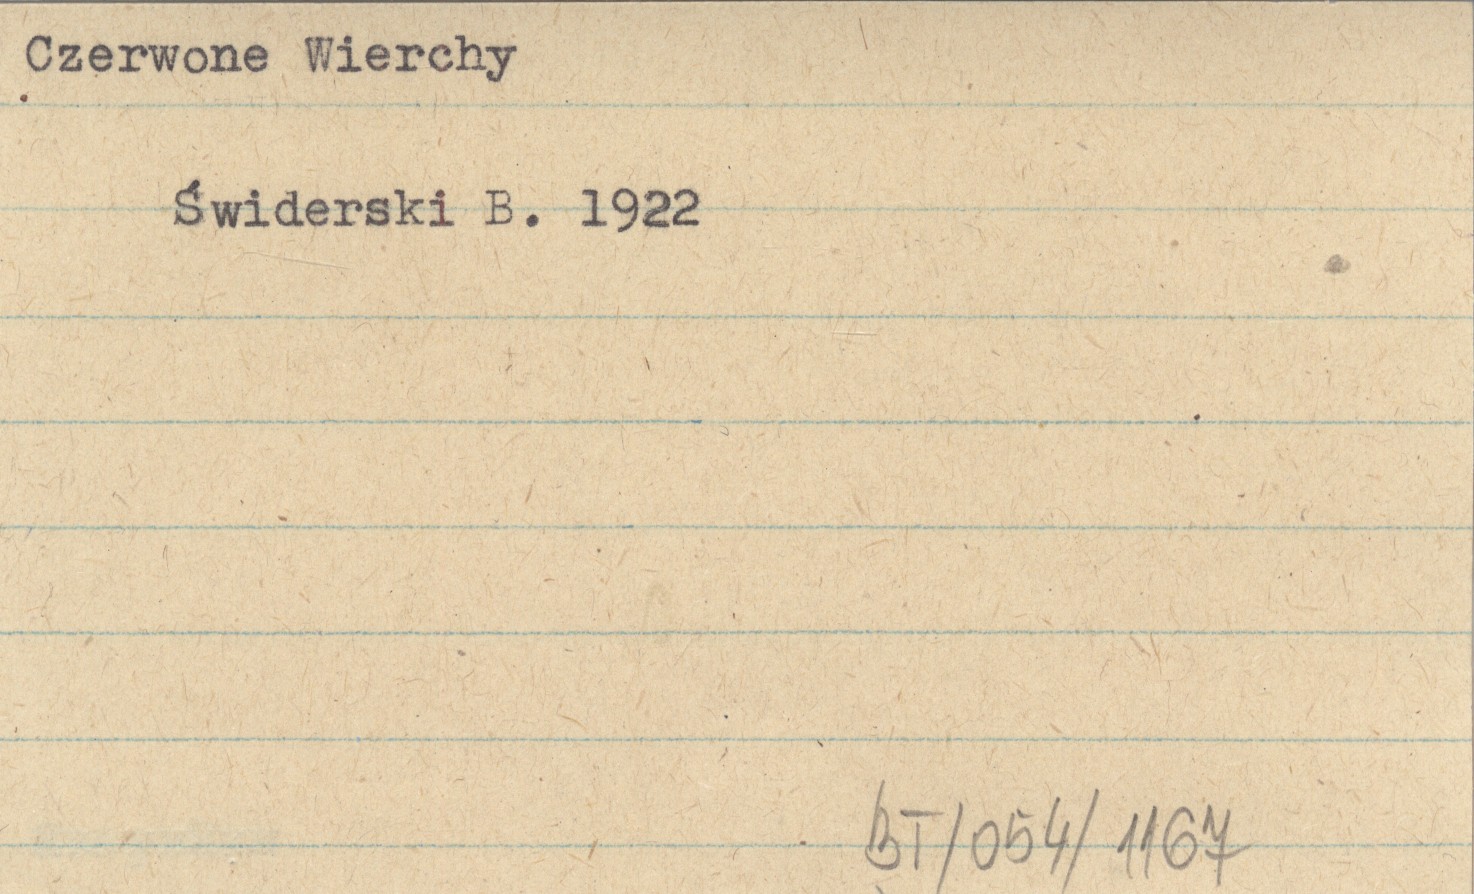 Czerwone Wierchy
Świderski B. 1922
BT/054/1167